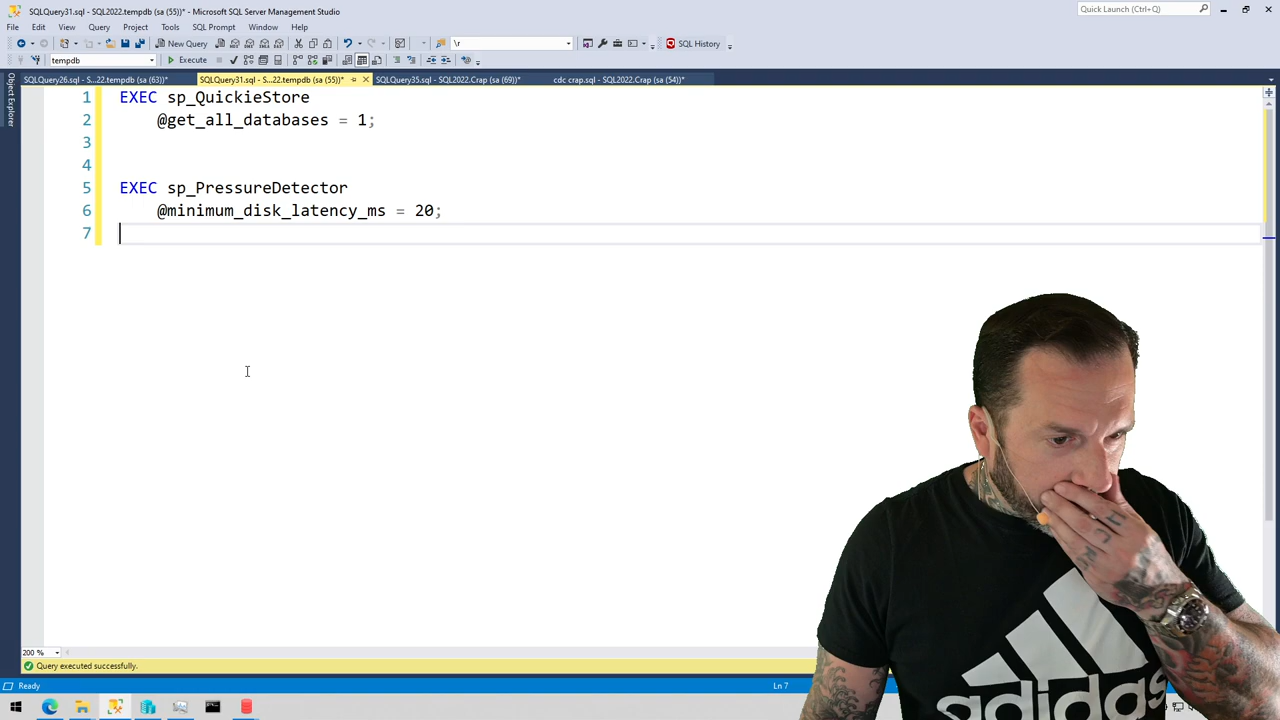 SQLQuery31.sql - SQL2022.tempdb (sa (55))* - Microsoft SQL Server Management Studio
Quick Launch (Ctrl+Q)
File Edit View Query Project Tools SQL Prompt Window Help
New Query
\r
SQL History
tempdb
Execute
Object Explorer
SQLQuery26.sql - S...22.tempdb (sa (63))*
SQLQuery31.sql - S...22.tempdb (sa (55))*
SQLQuery35.sql - SQL2022.Crap (sa (69))*
cdc crap.sql - SQL2022.Crap (sa (54))*
1 EXEC sp_QuickieStore
2 @get_all_databases = 1;
3
4
5 EXEC sp_PressureDetector
6 @minimum_disk_latency_ms = 20;
7
200 %
Query executed successfully.
Ready
Ln 7
adidas